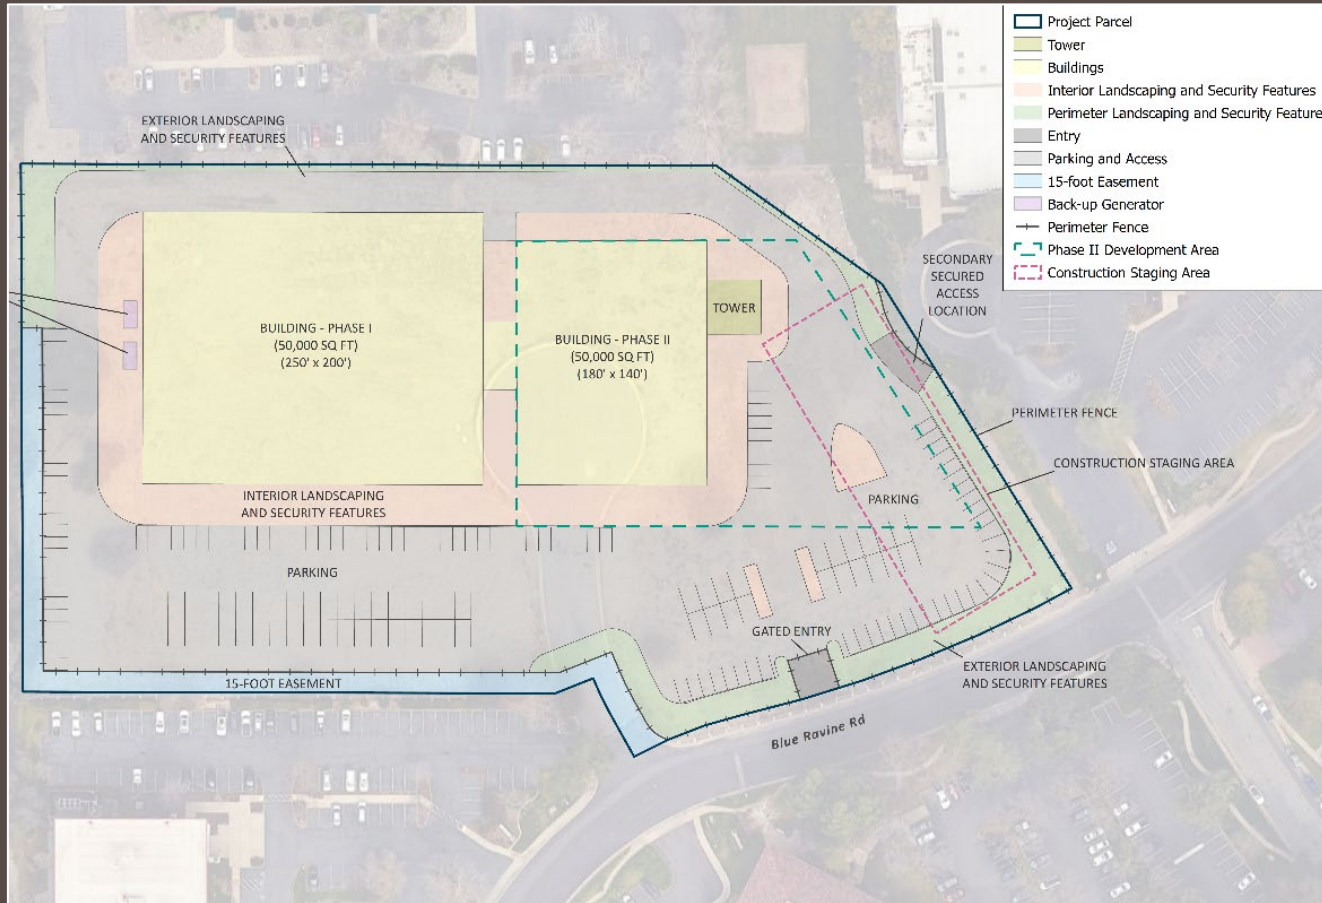 Project Parcel
Tower
Buildings
Interior Landscaping and Security Features
Perimeter Landscaping and Security Feature
Entry
Parking and Access
15-foot Easement
Back-up Generator
Perimeter Fence
Phase II Development Area
Construction Staging Area
EXTERIOR LANDSCAPING
AND SECURITY FEATURES
SECONDARY
SECURED
ACCESS
LOCATION
TOWER
BUILDING - PHASE I
(50,000 SQ FT)
(250' x 200')
BUILDING - PHASE II
(50,000 SQ FT)
(180' x 140')
PERIMETER FENCE
CONSTRUCTION STAGING AREA
INTERIOR LANDSCAPING
AND SECURITY FEATURES
PARKING
PARKING
GATED ENTRY
EXTERIOR LANDSCAPING
AND SECURITY FEATURES
15-FOOT EASEMENT
Blue Ravine Rd